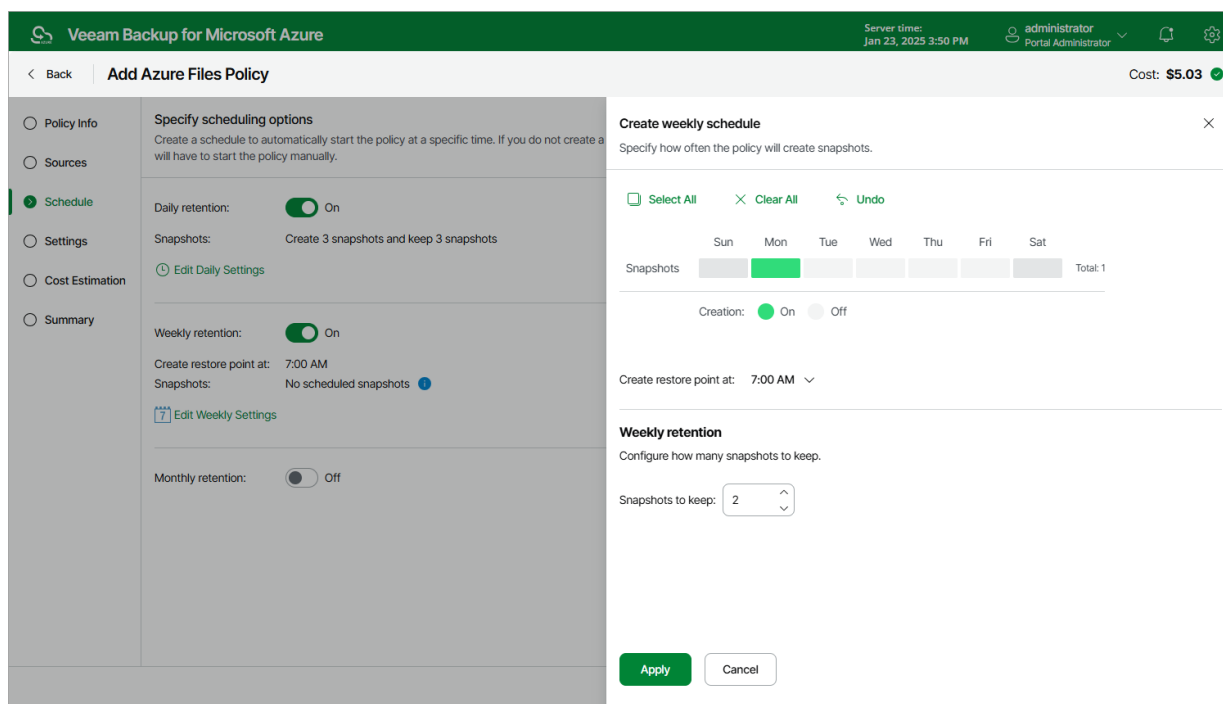 Veeam Backup for Microsoft Azure
Server time:
Jan 23, 2025 3:50 PM
administrator
Portal Administrator
Back
Add Azure Files Policy
Cost: $5.03
Policy Info
Sources
Schedule
Settings
Cost Estimation
Summary
Specify scheduling options
Create a schedule to automatically start the policy at a specific time. If you do not create a
will have to start the policy manually.
Daily retention: On
Snapshots: Create 3 snapshots and keep 3 snapshots
Edit Daily Settings
Weekly retention: On
Create restore point at: 7:00 AM
Snapshots: No scheduled snapshots
7 Edit Weekly Settings
Monthly retention: Off
Create weekly schedule
Specify how often the policy will create snapshots.
Select All Clear All Undo
Sun Mon Tue Wed Thu Fri Sat
Snapshots Total: 1
Creation: On Off
Create restore point at: 7:00 AM
Weekly retention
Configure how many snapshots to keep.
Snapshots to keep: 2
Apply Cancel